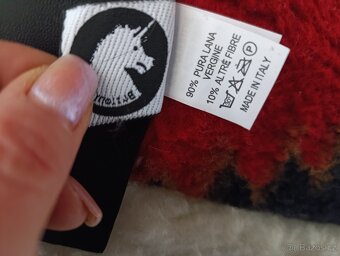 90% PURA LANA
VERGINE
10% ALTRE FIBRE
MADE IN ITALY